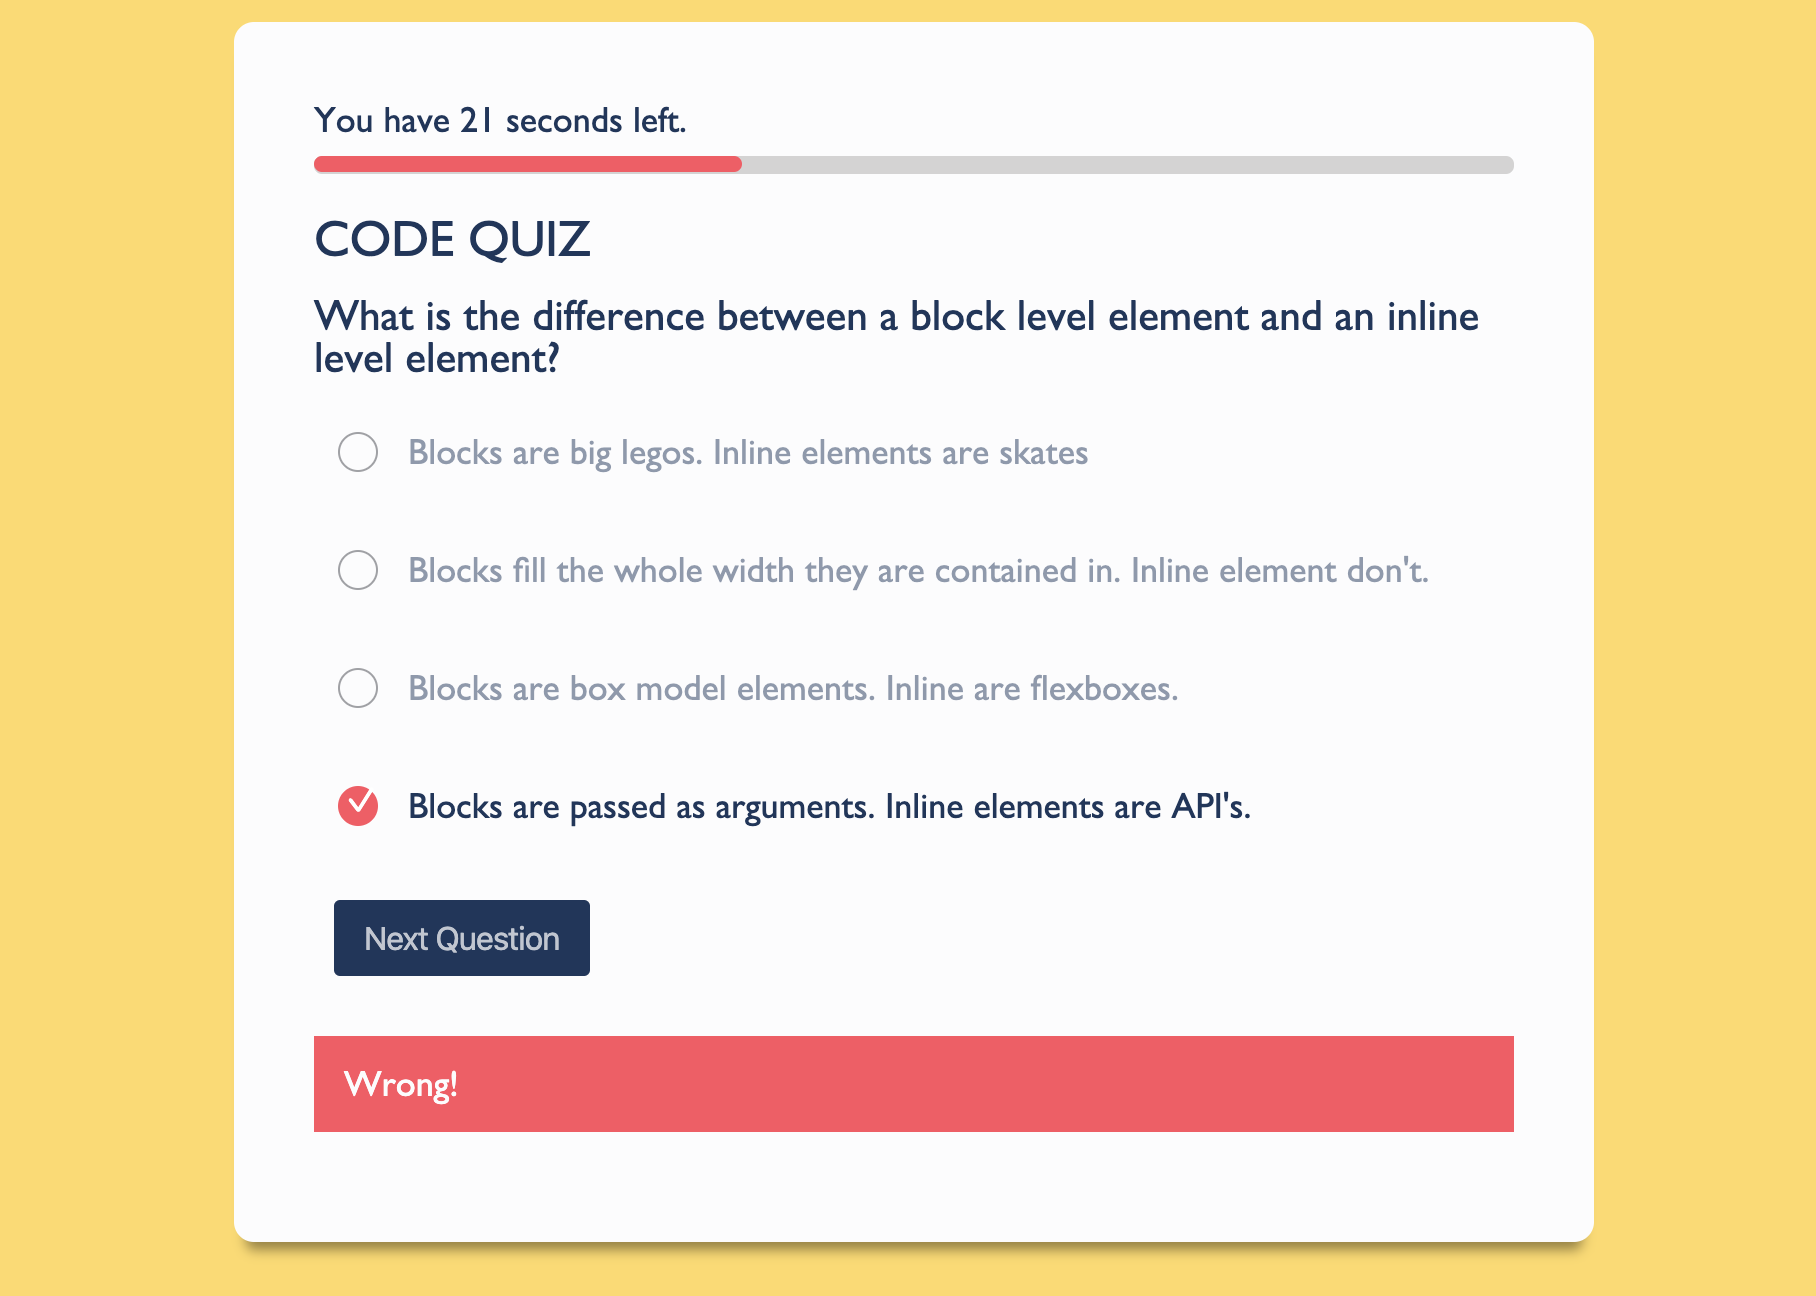 You have 21 seconds left.
CODE QUIZ
What is the difference between a block level element and an inline
level element?
Blocks are big legos. Inline elements are skates
Blocks fill the whole width they are contained in. Inline element don't.
Blocks are box model elements. Inline are flexboxes.
Blocks are passed as arguments. Inline elements are API's.
Next Question
Wrong!